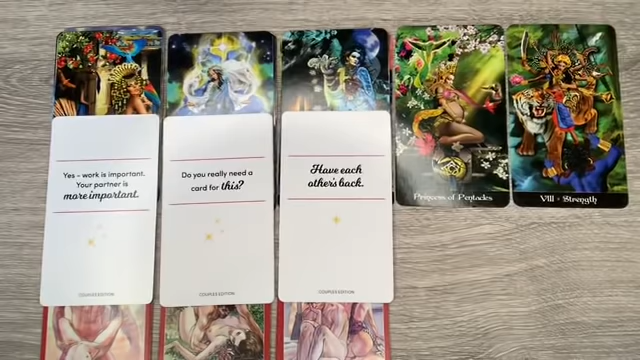 Yes - work is important.
Your partner is
more important.
COUPLES EDITION
Do you really need a
card for this?
COUPLES EDITION
Have each
other's back.
COUPLES EDITION
Princess of Pentacles
VIII - Strength